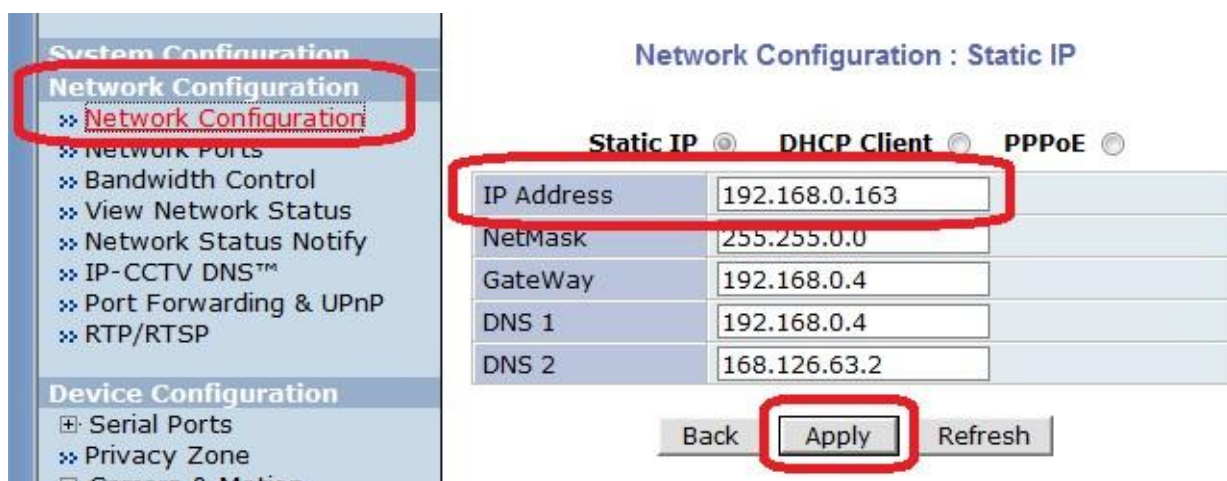 System Configuration
Network Configuration
Network Configuration
Network Ports
Bandwidth Control
View Network Status
Network Status Notify
IP-CCTV DNS™
Port Forwarding & UPnP
RTP/RTSP
Device Configuration
Serial Ports
Privacy Zone
Camera & Motion
Network Configuration : Static IP
Static IP DHCP Client PPPoE
IP Address 192.168.0.163
NetMask 255.255.0.0
GateWay 192.168.0.4
DNS 1 192.168.0.4
DNS 2 168.126.63.2
Back Apply Refresh